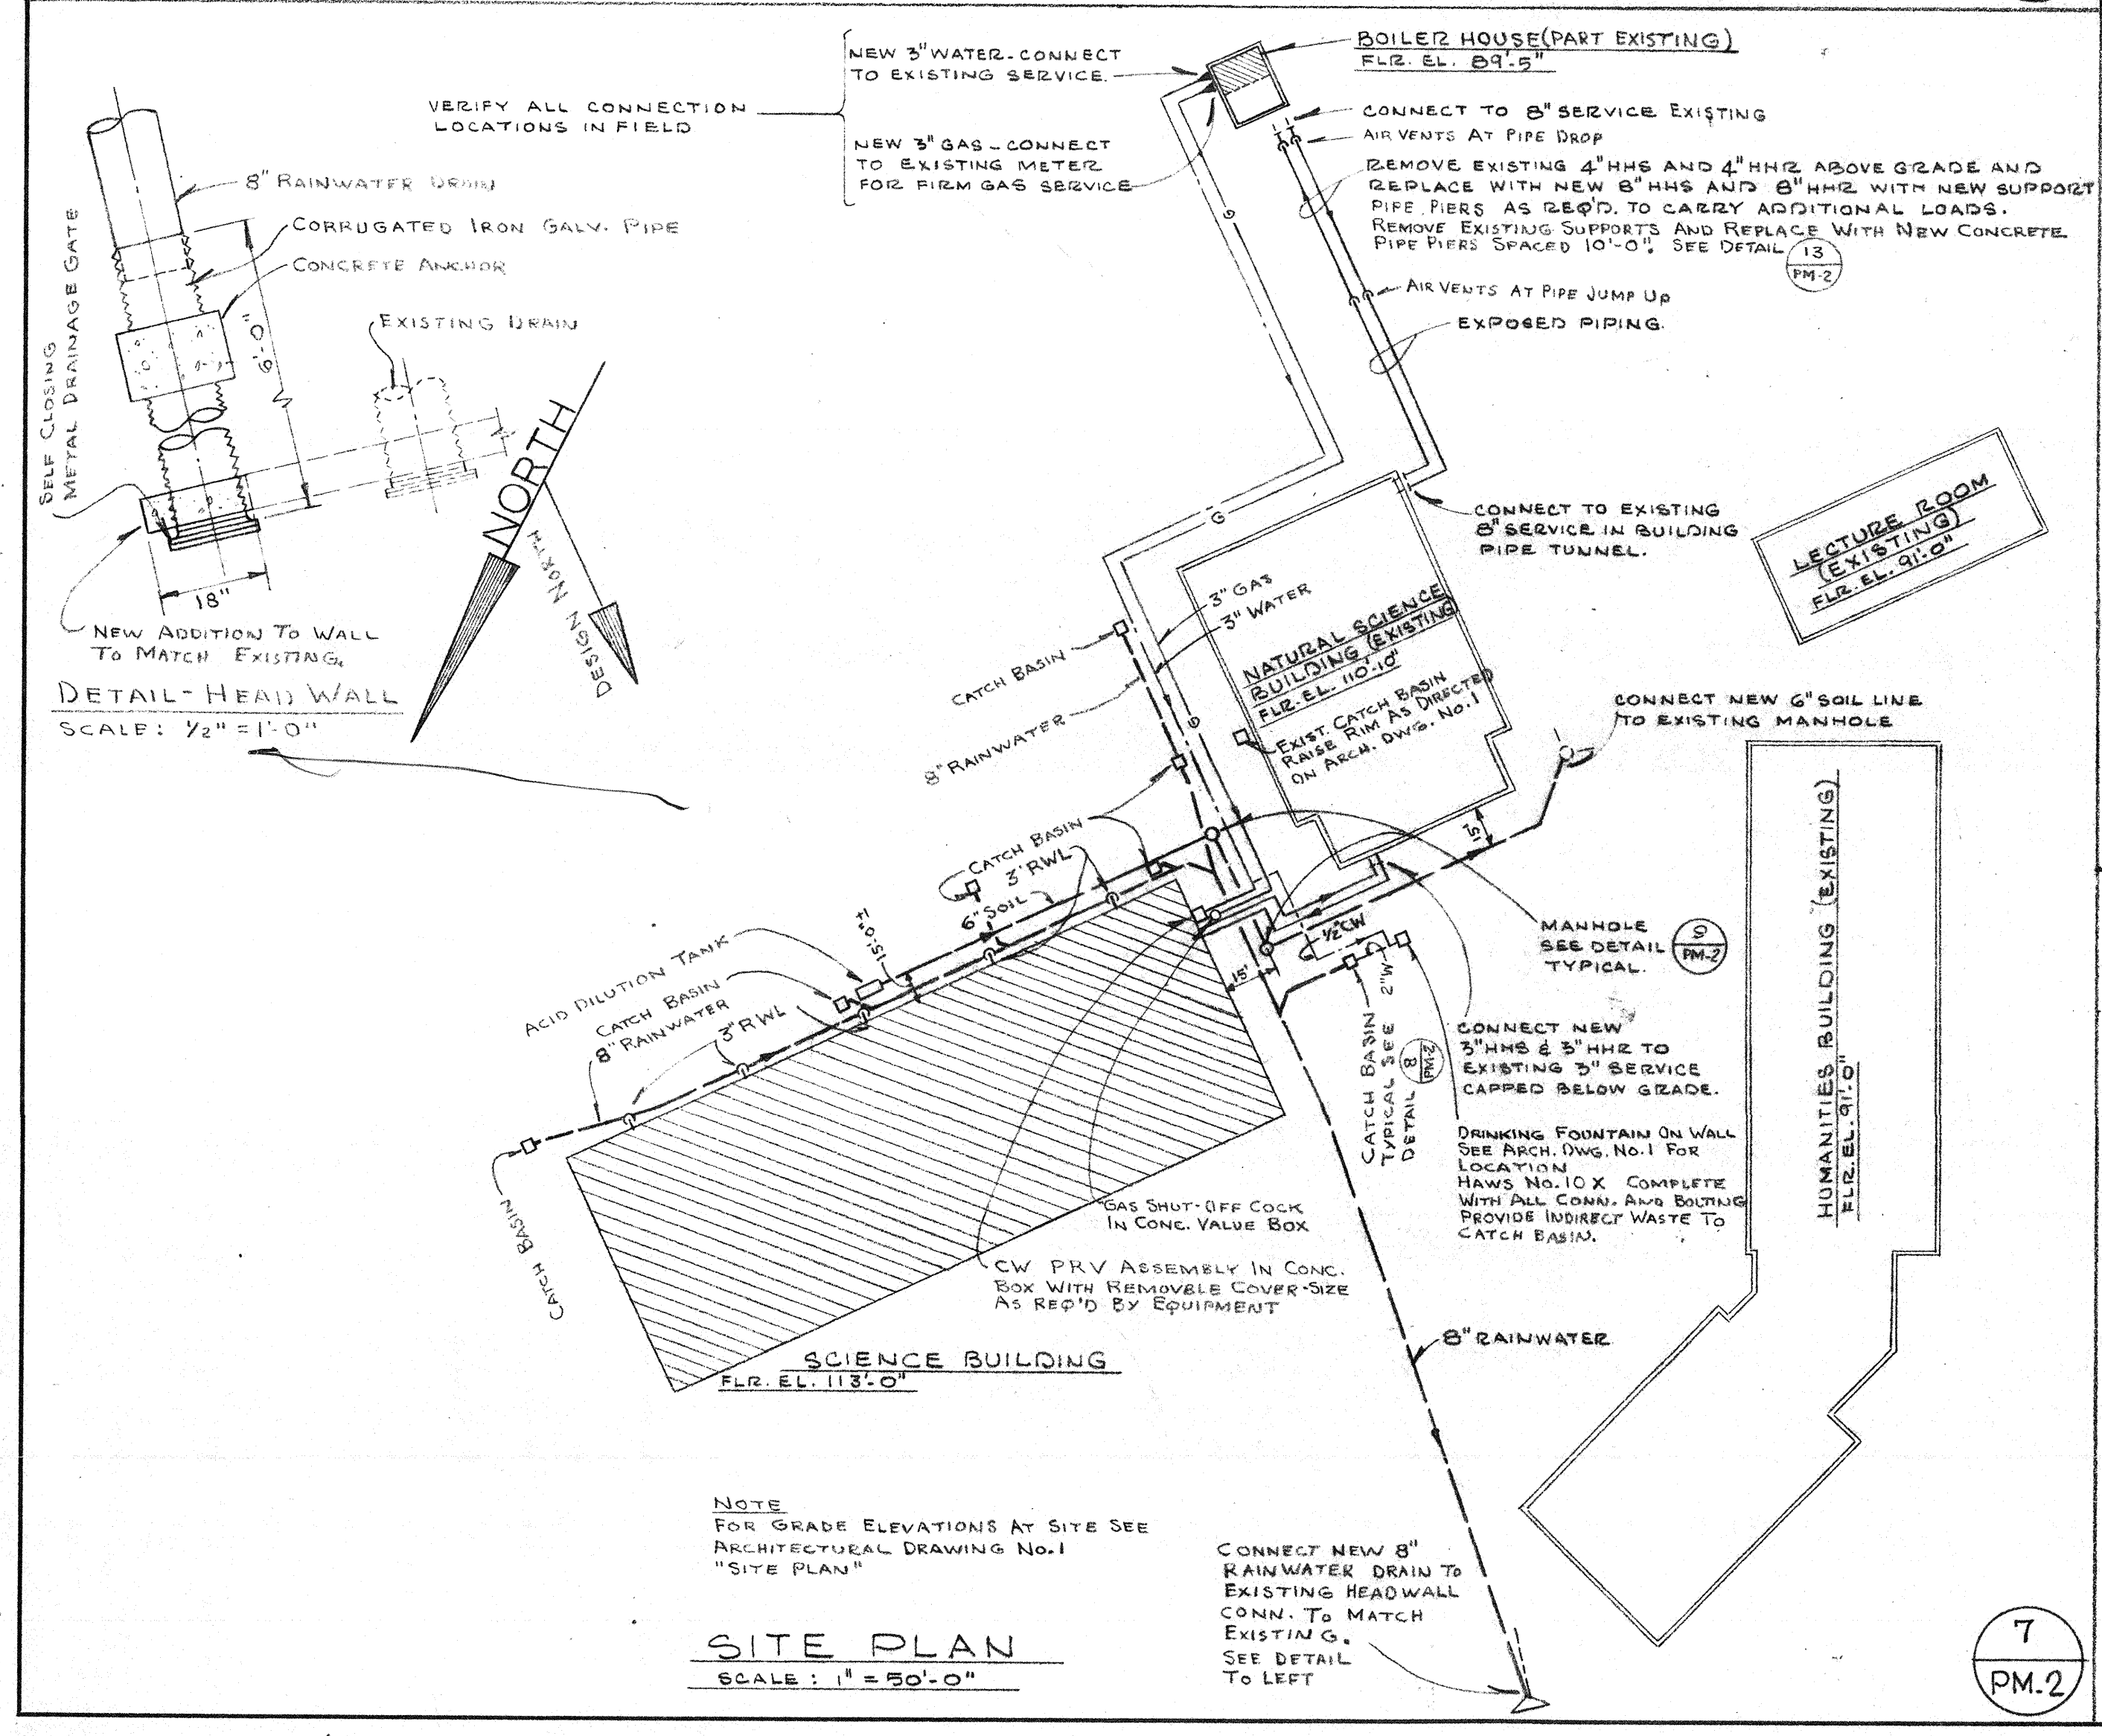 NEW 3" WATER - CONNECT
TO EXISTING SERVICE.
VERIFY ALL CONNECTION
LOCATIONS IN FIELD
NEW 3" GAS - CONNECT
TO EXISTING METER
FOR FIRM GAS SERVICE
BOILER HOUSE (PART EXISTING)
FLR. EL. 89'-5"
CONNECT TO 8" SERVICE EXISTING
AIR VENTS AT PIPE DROP
REMOVE EXISTING 4" HHS AND 4" HHR ABOVE GRADE AND
REPLACE WITH NEW 8" HHS AND 8" HHR WITH NEW SUPPORT
PIPE PIERS AS REQ'D. TO CARRY ADDITIONAL LOADS.
REMOVE EXISTING SUPPORTS AND REPLACE WITH NEW CONCRETE
PIPE PIERS SPACED 10'-0". SEE DETAIL
13
PM-2
AIR VENTS AT PIPE JUMP UP
EXPOSED PIPING.
8" RAINWATER DRAIN
CORRUGATED IRON GALV. PIPE
CONCRETE ANCHOR
SELF CLOSING
METAL DRAINAGE GATE
6'-0"
EXISTING DRAIN
18"
NEW ADDITION TO WALL
TO MATCH EXISTING.
DETAIL - HEAD WALL
SCALE: 1/2" = 1'-0"
NORTH
DESIGN NORTH
G
G
G
CONNECT TO EXISTING
8" SERVICE IN BUILDING
PIPE TUNNEL.
LECTURE ROOM
(EXISTING)
FLR. EL. 91'-0"
3" GAS
3" WATER
NATURAL SCIENCE
BUILDING (EXISTING)
FLR. EL. 110'-10"
EXIST. CATCH BASIN
RAISE RIM AS DIRECTED
ON ARCH. DWG. NO. 1
CATCH BASIN
8" RAINWATER
CONNECT NEW 6" SOIL LINE
TO EXISTING MANHOLE
15'
CATCH BASIN
3" RWL
6" SOIL
15'-0"±
ACID DILUTION TANK
CATCH BASIN
8" RAINWATER
3" RWL
CATCH BASIN
1/2" CW
15'
2" W
CATCH BASIN
TYPICAL SEE
DETAIL
8
PM-2
MANHOLE
SEE DETAIL
TYPICAL.
9
PM-2
CONNECT NEW
3" HHS & 3" HHR TO
EXISTING 3" SERVICE
CAPPED BELOW GRADE.
DRINKING FOUNTAIN ON WALL
SEE ARCH. DWG. NO. 1 FOR
LOCATION
HAWS NO. 10 X COMPLETE
WITH ALL CONN. AND BOLTING
PROVIDE INDIRECT WASTE TO
CATCH BASIN.
HUMANITIES BUILDING (EXISTING)
FLR. EL. 91'-0"
GAS SHUT-OFF COCK
IN CONC. VALUE BOX
CW PRV ASSEMBLY IN CONC.
BOX WITH REMOVBLE COVER - SIZE
AS REQ'D BY EQUIPMENT
SCIENCE BUILDING
FLR. EL. 113'-0"
8" RAINWATER
NOTE
FOR GRADE ELEVATIONS AT SITE SEE
ARCHITECTURAL DRAWING NO. 1
"SITE PLAN"
CONNECT NEW 8"
RAINWATER DRAIN TO
EXISTING HEADWALL
CONN. TO MATCH
EXISTING.
SEE DETAIL
TO LEFT
SITE PLAN
SCALE: 1" = 50'-0"
7
PM-2